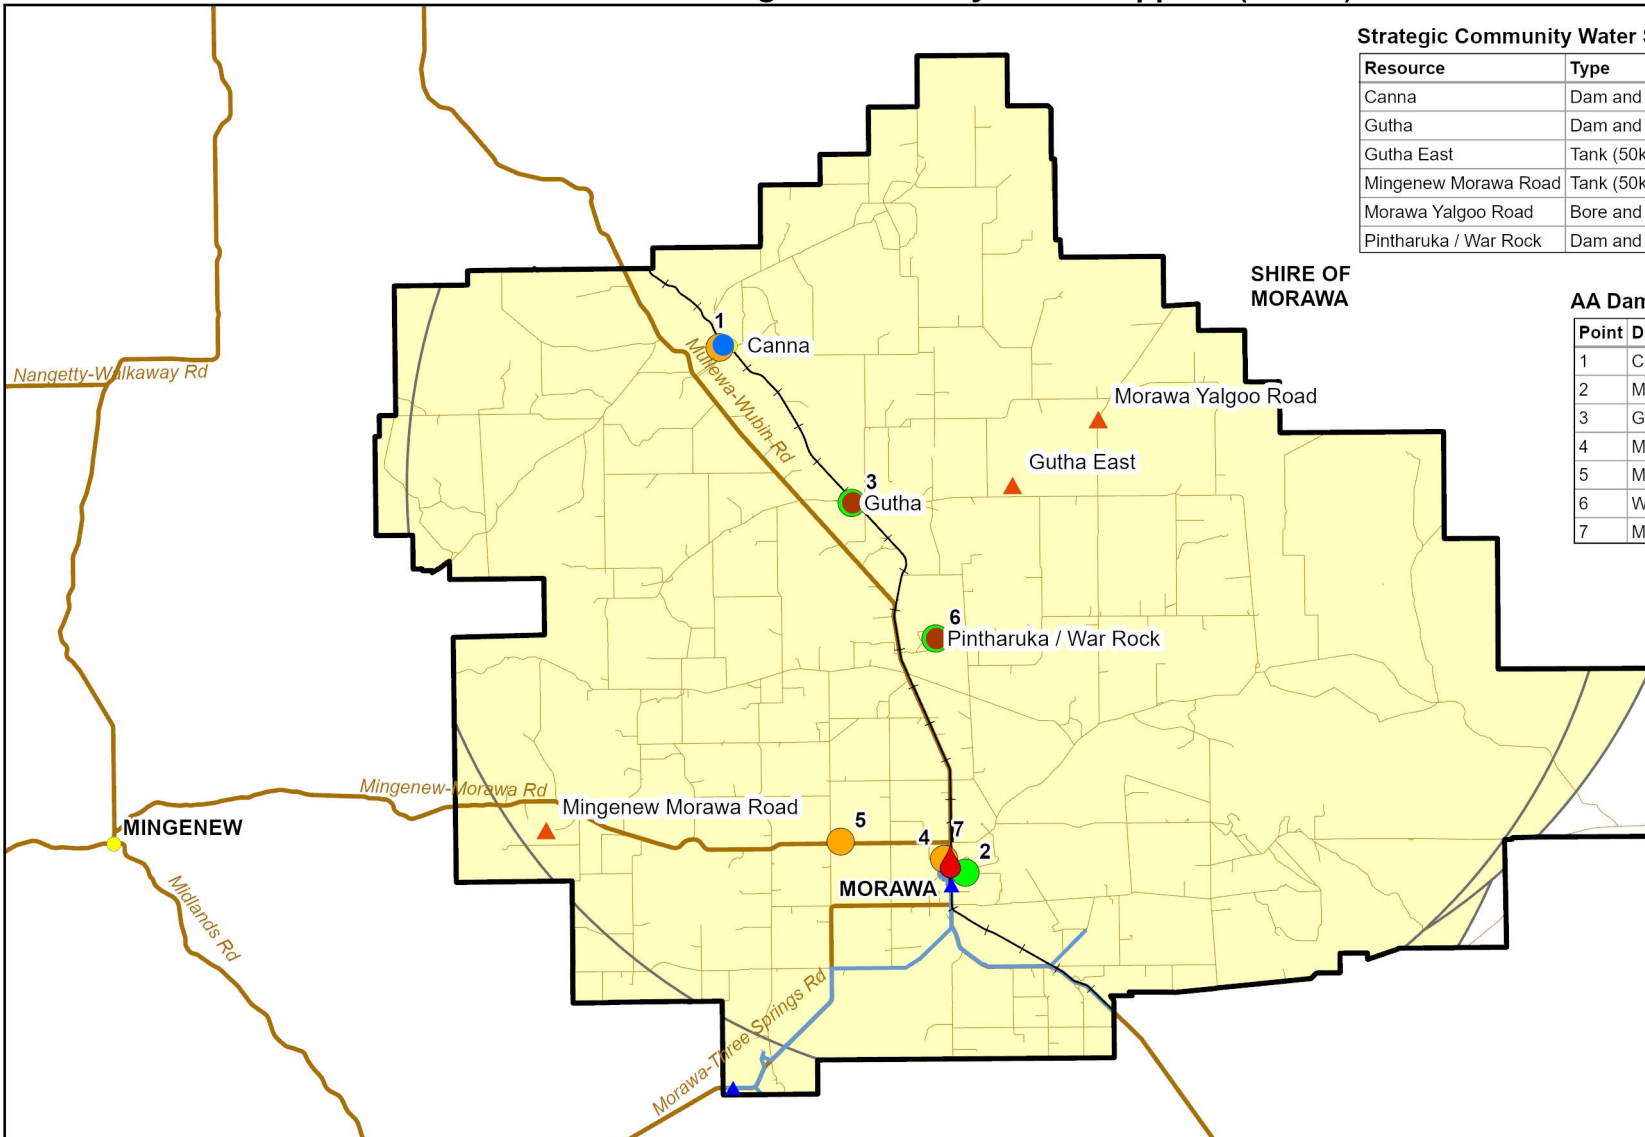 Strategic Community Water
Resource Type
Canna Dam and
Gutha Dam and
Gutha East Tank (50k
Mingenew Morawa Road Tank (50k
Morawa Yalgoo Road Bore and
Pintharuka / War Rock Dam and
SHIRE OF
MORAWA
AA Dam
Point D
1 C
2 M
3 G
4 M
5 M
6 W
7 M
1
Canna
Nangetty-Walkaway Rd
Mullewa-Wubin Rd
Morawa Yalgoo Road
Gutha East
3
Gutha
6
Pintharuka / War Rock
Mingenew-Morawa Rd
Mingenew Morawa Road
MINGENEW
5
4
7
2
MORAWA
Midlands Rd
Morawa-Three Springs Rd